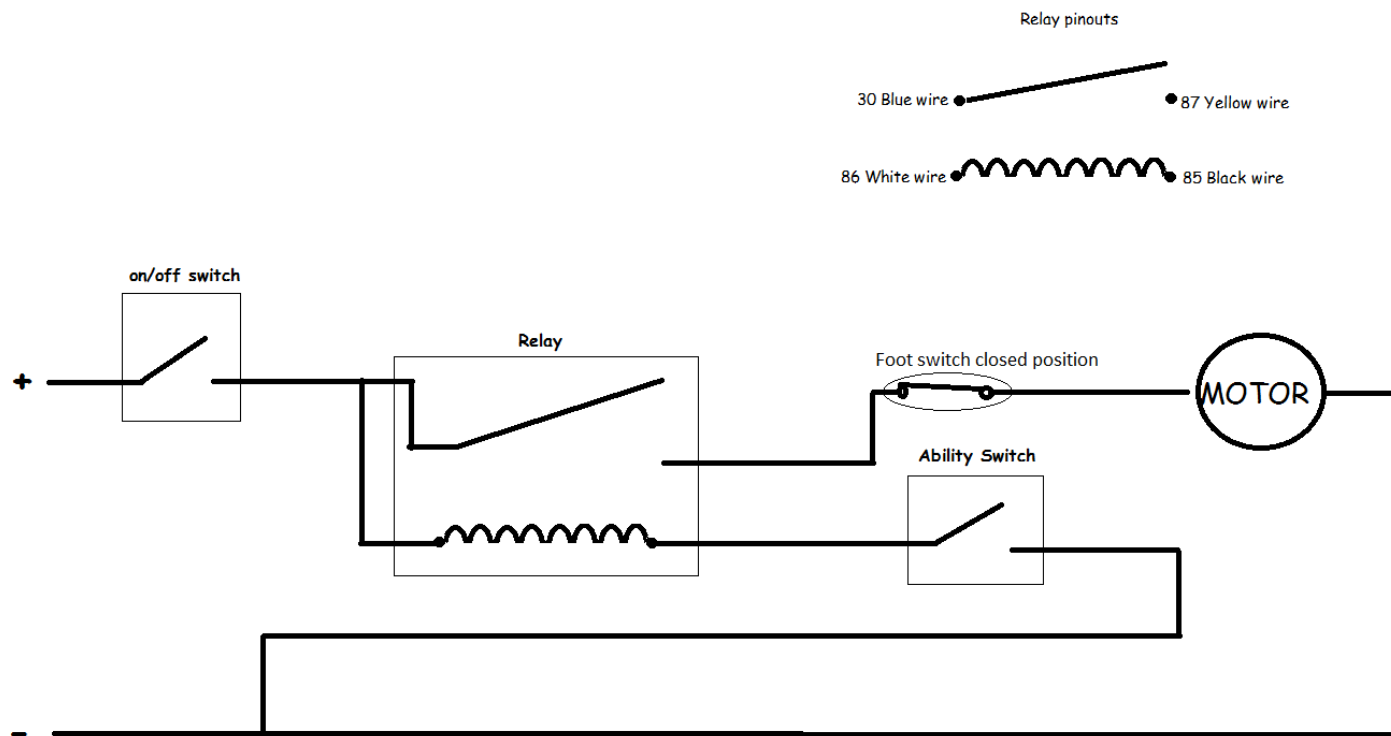 Relay pinouts
30 Blue wire
87 Yellow wire
86 White wire
85 Black wire
on/off switch
Relay
Foot switch closed position
+
MOTOR
Ability Switch
-